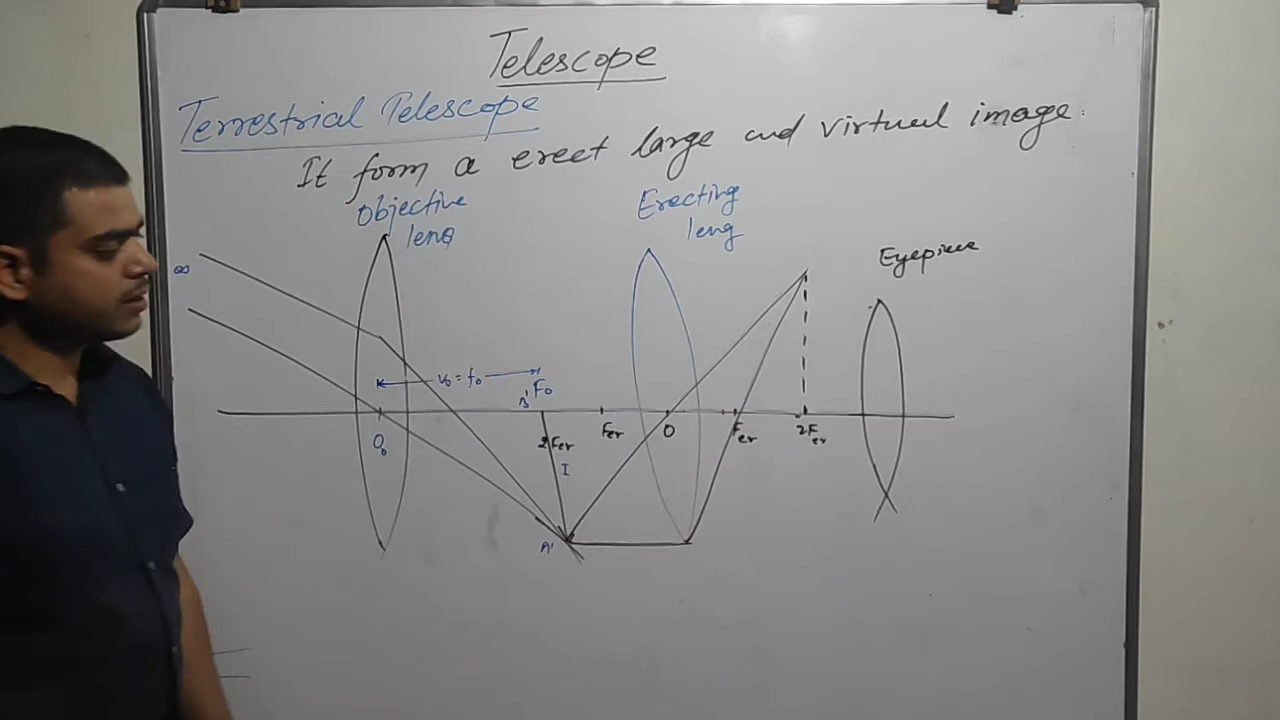 Telescope
Terrestrial Telescope
It form a erect large and virtual image.
Objective
lens
Erecting
leng
Eyepiece
∞
v₀ = f₀
B'
F₀
O₀
2Fer
Fer
O
Fer
2Fer
I
A'